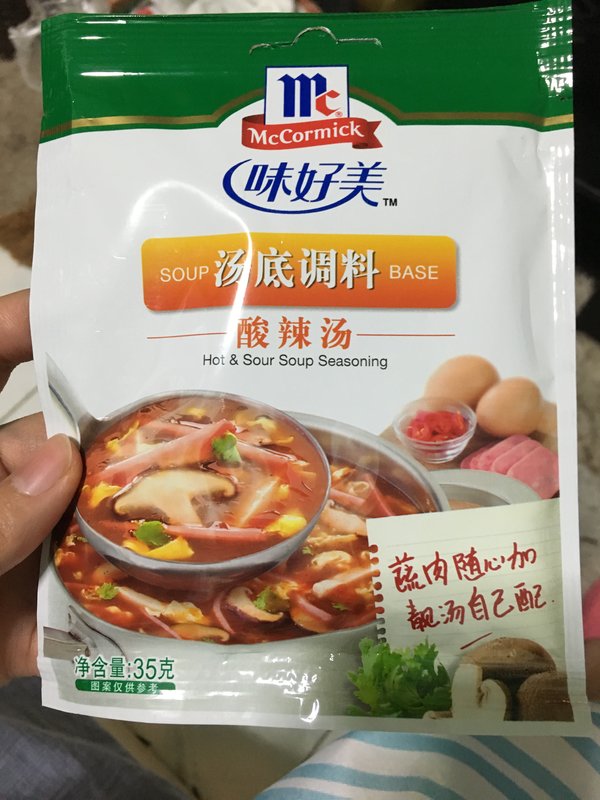 mc
McCormick
味好美™
SOUP 汤底调料 BASE
酸辣汤
Hot & Sour Soup Seasoning
蔬肉随心加
靓汤自己配
净含量:35克
图案仅供参考